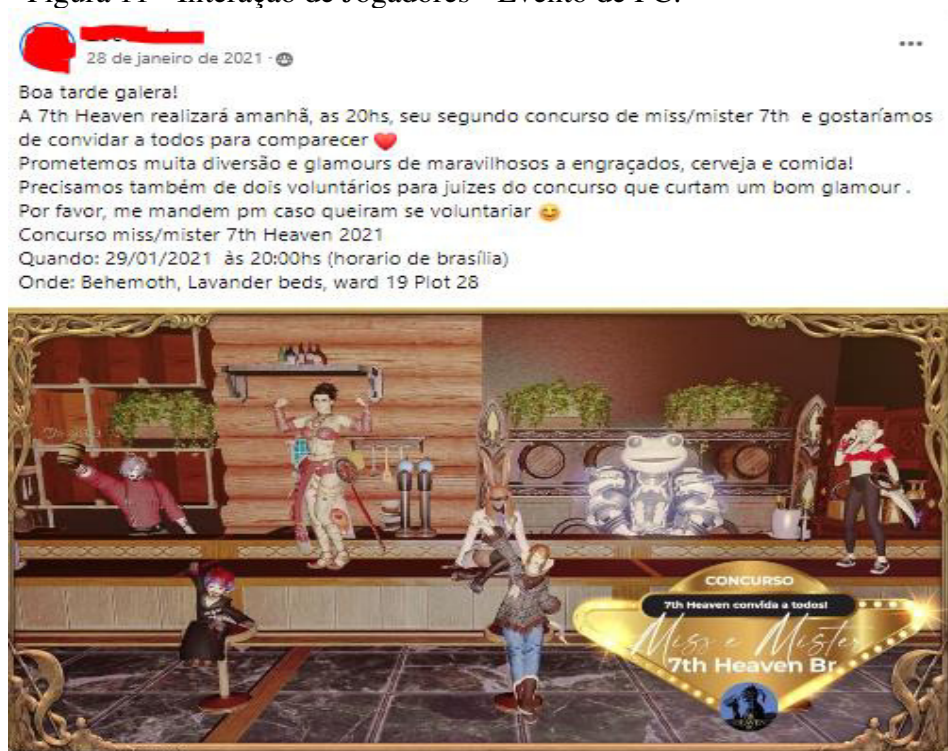 Figura 11 - Interação de Jogadores - Evento de FC.
28 de janeiro de 2021 ·
Boa tarde galera!
A 7th Heaven realizará amanhã, as 20hs, seu segundo concurso de miss/mister 7th e gostaríamos
de convidar a todos para comparecer ❤️
Prometemos muita diversão e glamours de maravilhosos a engraçados, cerveja e comida!
Precisamos também de dois voluntários para juizes do concurso que curtam um bom glamour .
Por favor, me mandem pm caso queiram se voluntariar 😊
Concurso miss/mister 7th Heaven 2021
Quando: 29/01/2021 às 20:00hs (horario de brasília)
Onde: Behemoth, Lavander beds, ward 19 Plot 28
CONCURSO
7th Heaven convida a todos!
Miss e Mister
7th Heaven Br
HEAVEN